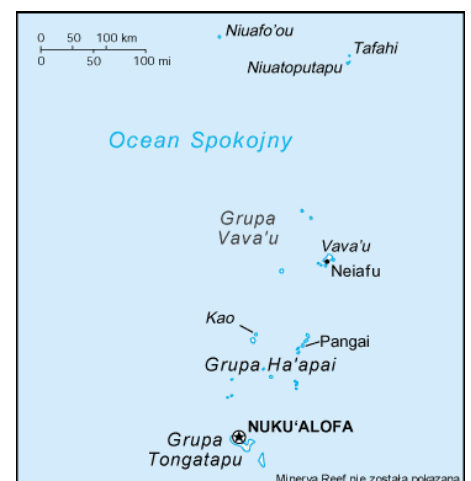 0 50 100 km
0 50 100 mi
Niuafo'ou
Tafahi
Niuatoputapu
Ocean Spokojny
Grupa
Vava'u
Vava'u
Neiafu
Kao
Pangai
Grupa Ha'apai
NUKU'ALOFA
Grupa
Tongatapu
Minerva Reef nie została pokazana